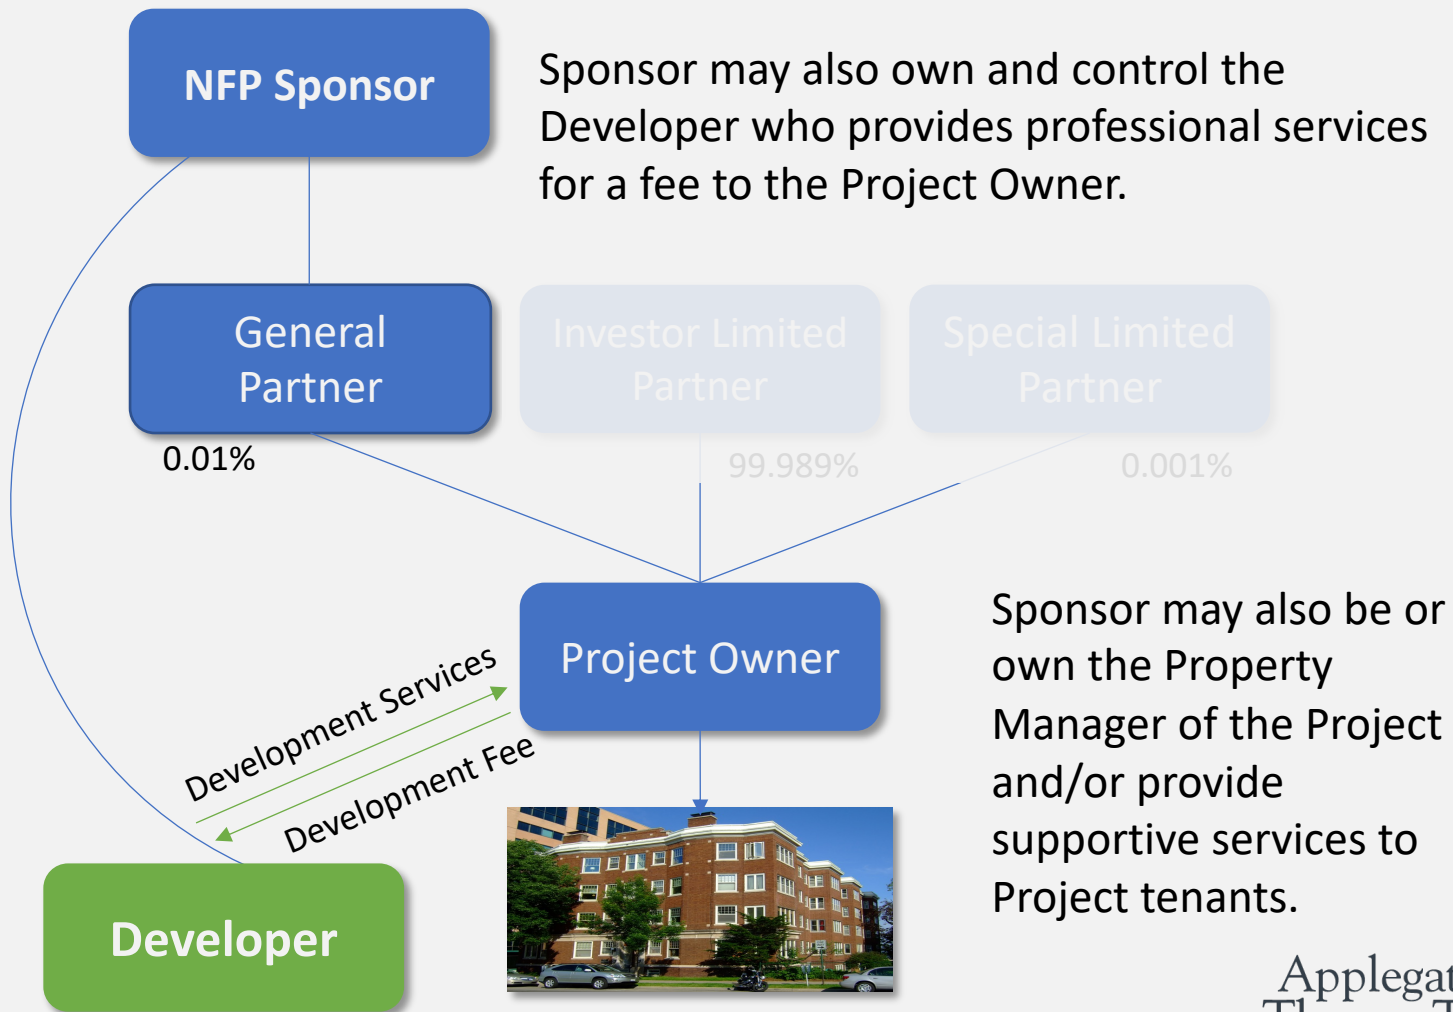 NFP Sponsor
Sponsor may also own and control the
Developer who provides professional services
for a fee to the Project Owner.
General
Partner
Investor Limited
Partner
Special Limited
Partner
0.01%
99.989%
0.001%
Project Owner
Development Services
Development Fee
Developer
Sponsor may also be or
own the Property
Manager of the Project
and/or provide
supportive services to
Project tenants.